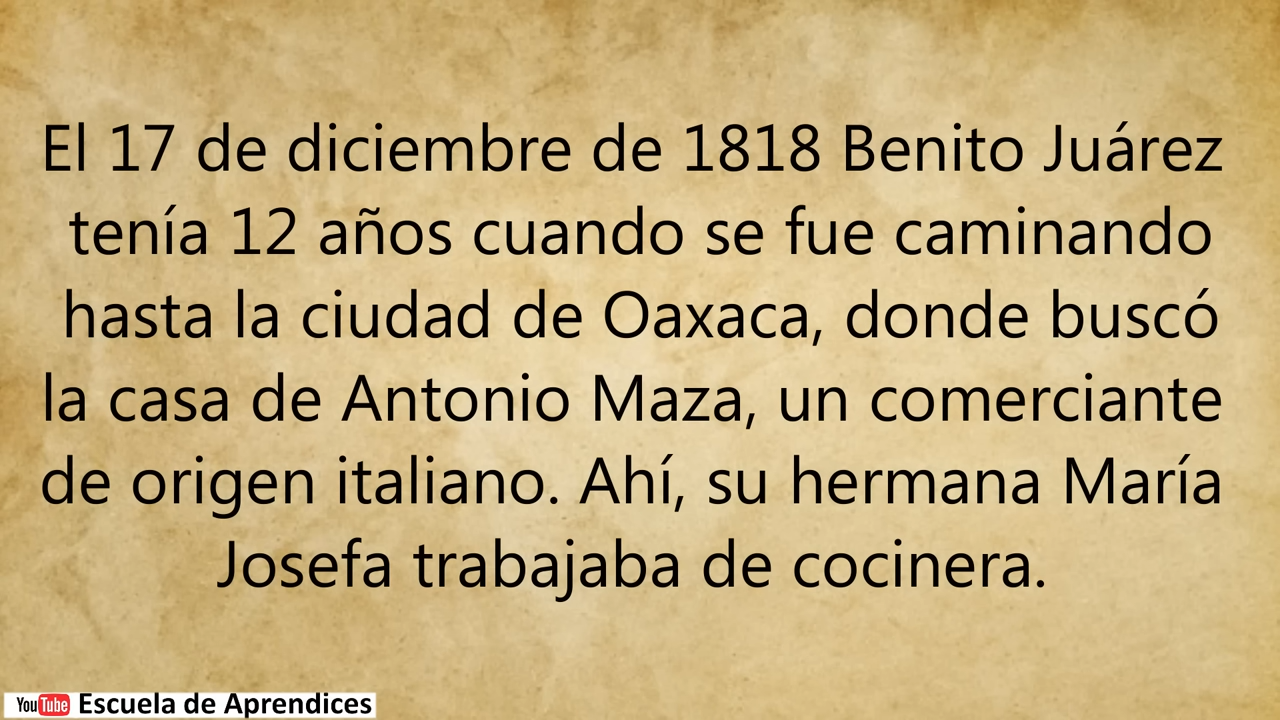 El 17 de diciembre de 1818 Benito Juárez
tenía 12 años cuando se fue caminando
hasta la ciudad de Oaxaca, donde buscó
la casa de Antonio Maza, un comerciante
de origen italiano. Ahí, su hermana María
Josefa trabajaba de cocinera.
YouTube Escuela de Aprendices